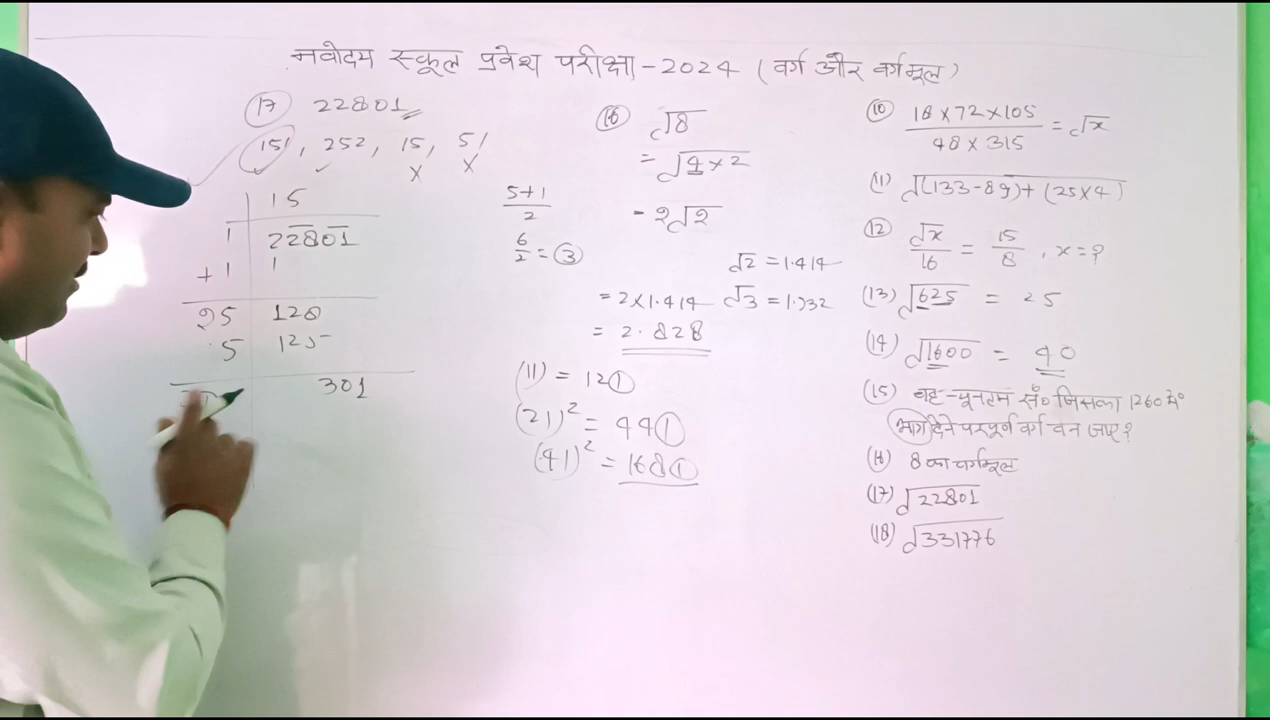 नवोदय स्कूल प्रवेश परीक्षा - 2024 ( वर्ग और वर्गमूल )
(17) 22801
151, 252, 15, 51
✓ x x
15
1 22801
+1 1
25 128
5 125
301
5+1/2
6/2 = (3)
(16) √8
= √4×2
- 2√2
√2 = 1.414
= 2×1.414 √3 = 1.732
= 2.828
(11) = 121
(21)² = 441
(41)² = 1681
(10) 18×72×105/48×315 = √x
(11) √(133-89)+(25×4)
(12) √x/16 = 15/8 , x = ?
(13) √625 = 25
(14) √1600 = 40
(15) वह न्यूनतम सं० जिसका 1260 में
भाग देने पर पूर्ण वर्ग बन जाए?
(16) 8 का वर्गमूल
(17) √22801
(18) √331776